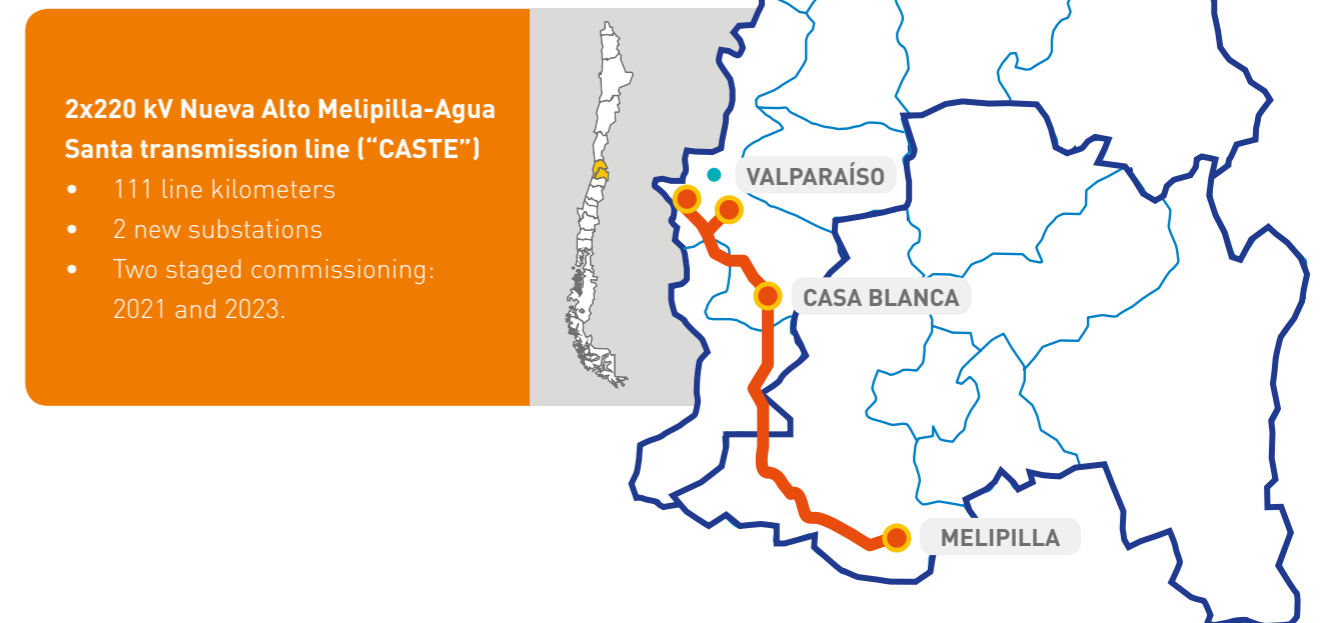 2x220 kV Nueva Alto Melipilla-Agua
Santa transmission line (“CASTE”)
• 111 line kilometers
• 2 new substations
• Two staged commissioning:
2021 and 2023.
VALPARAÍSO
CASA BLANCA
MELIPILLA